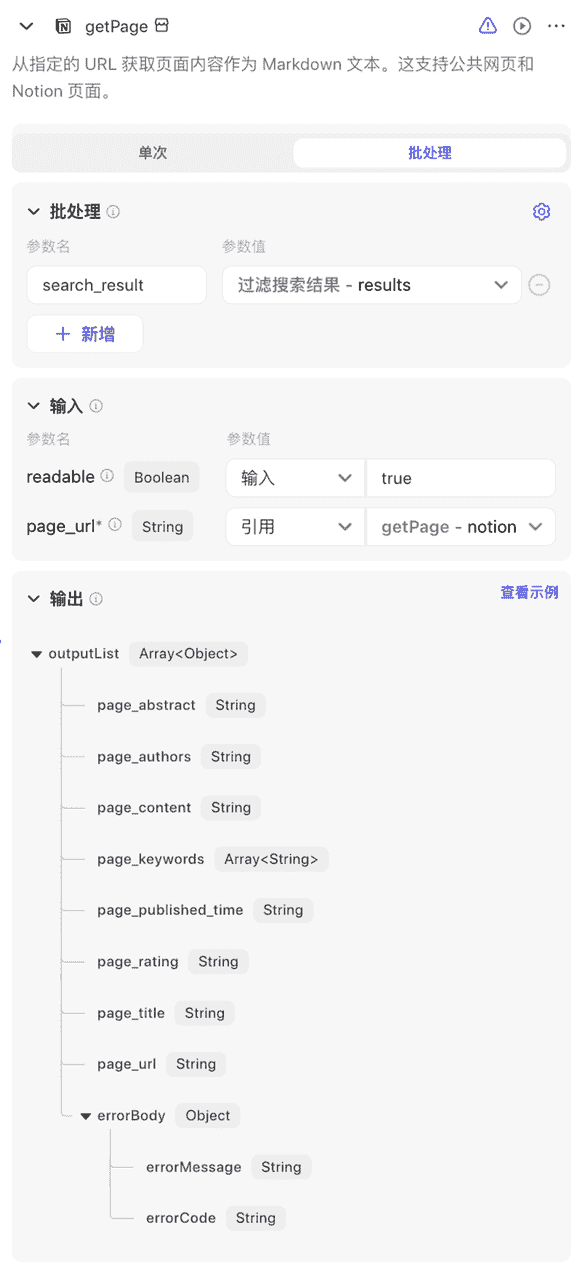 getPage
从指定的 URL 获取页面内容作为 Markdown 文本。这支持公共网页和
Notion 页面。
单次 批处理
批处理
参数名 参数值
search_result 过滤搜索结果 - results
+ 新增
输入
参数名 参数值
readable Boolean 输入 true
page_url* String 引用 getPage - notion
输出 查看示例
outputList Array<Object>
page_abstract String
page_authors String
page_content String
page_keywords Array<String>
page_published_time String
page_rating String
page_title String
page_url String
errorBody Object
errorMessage String
errorCode String